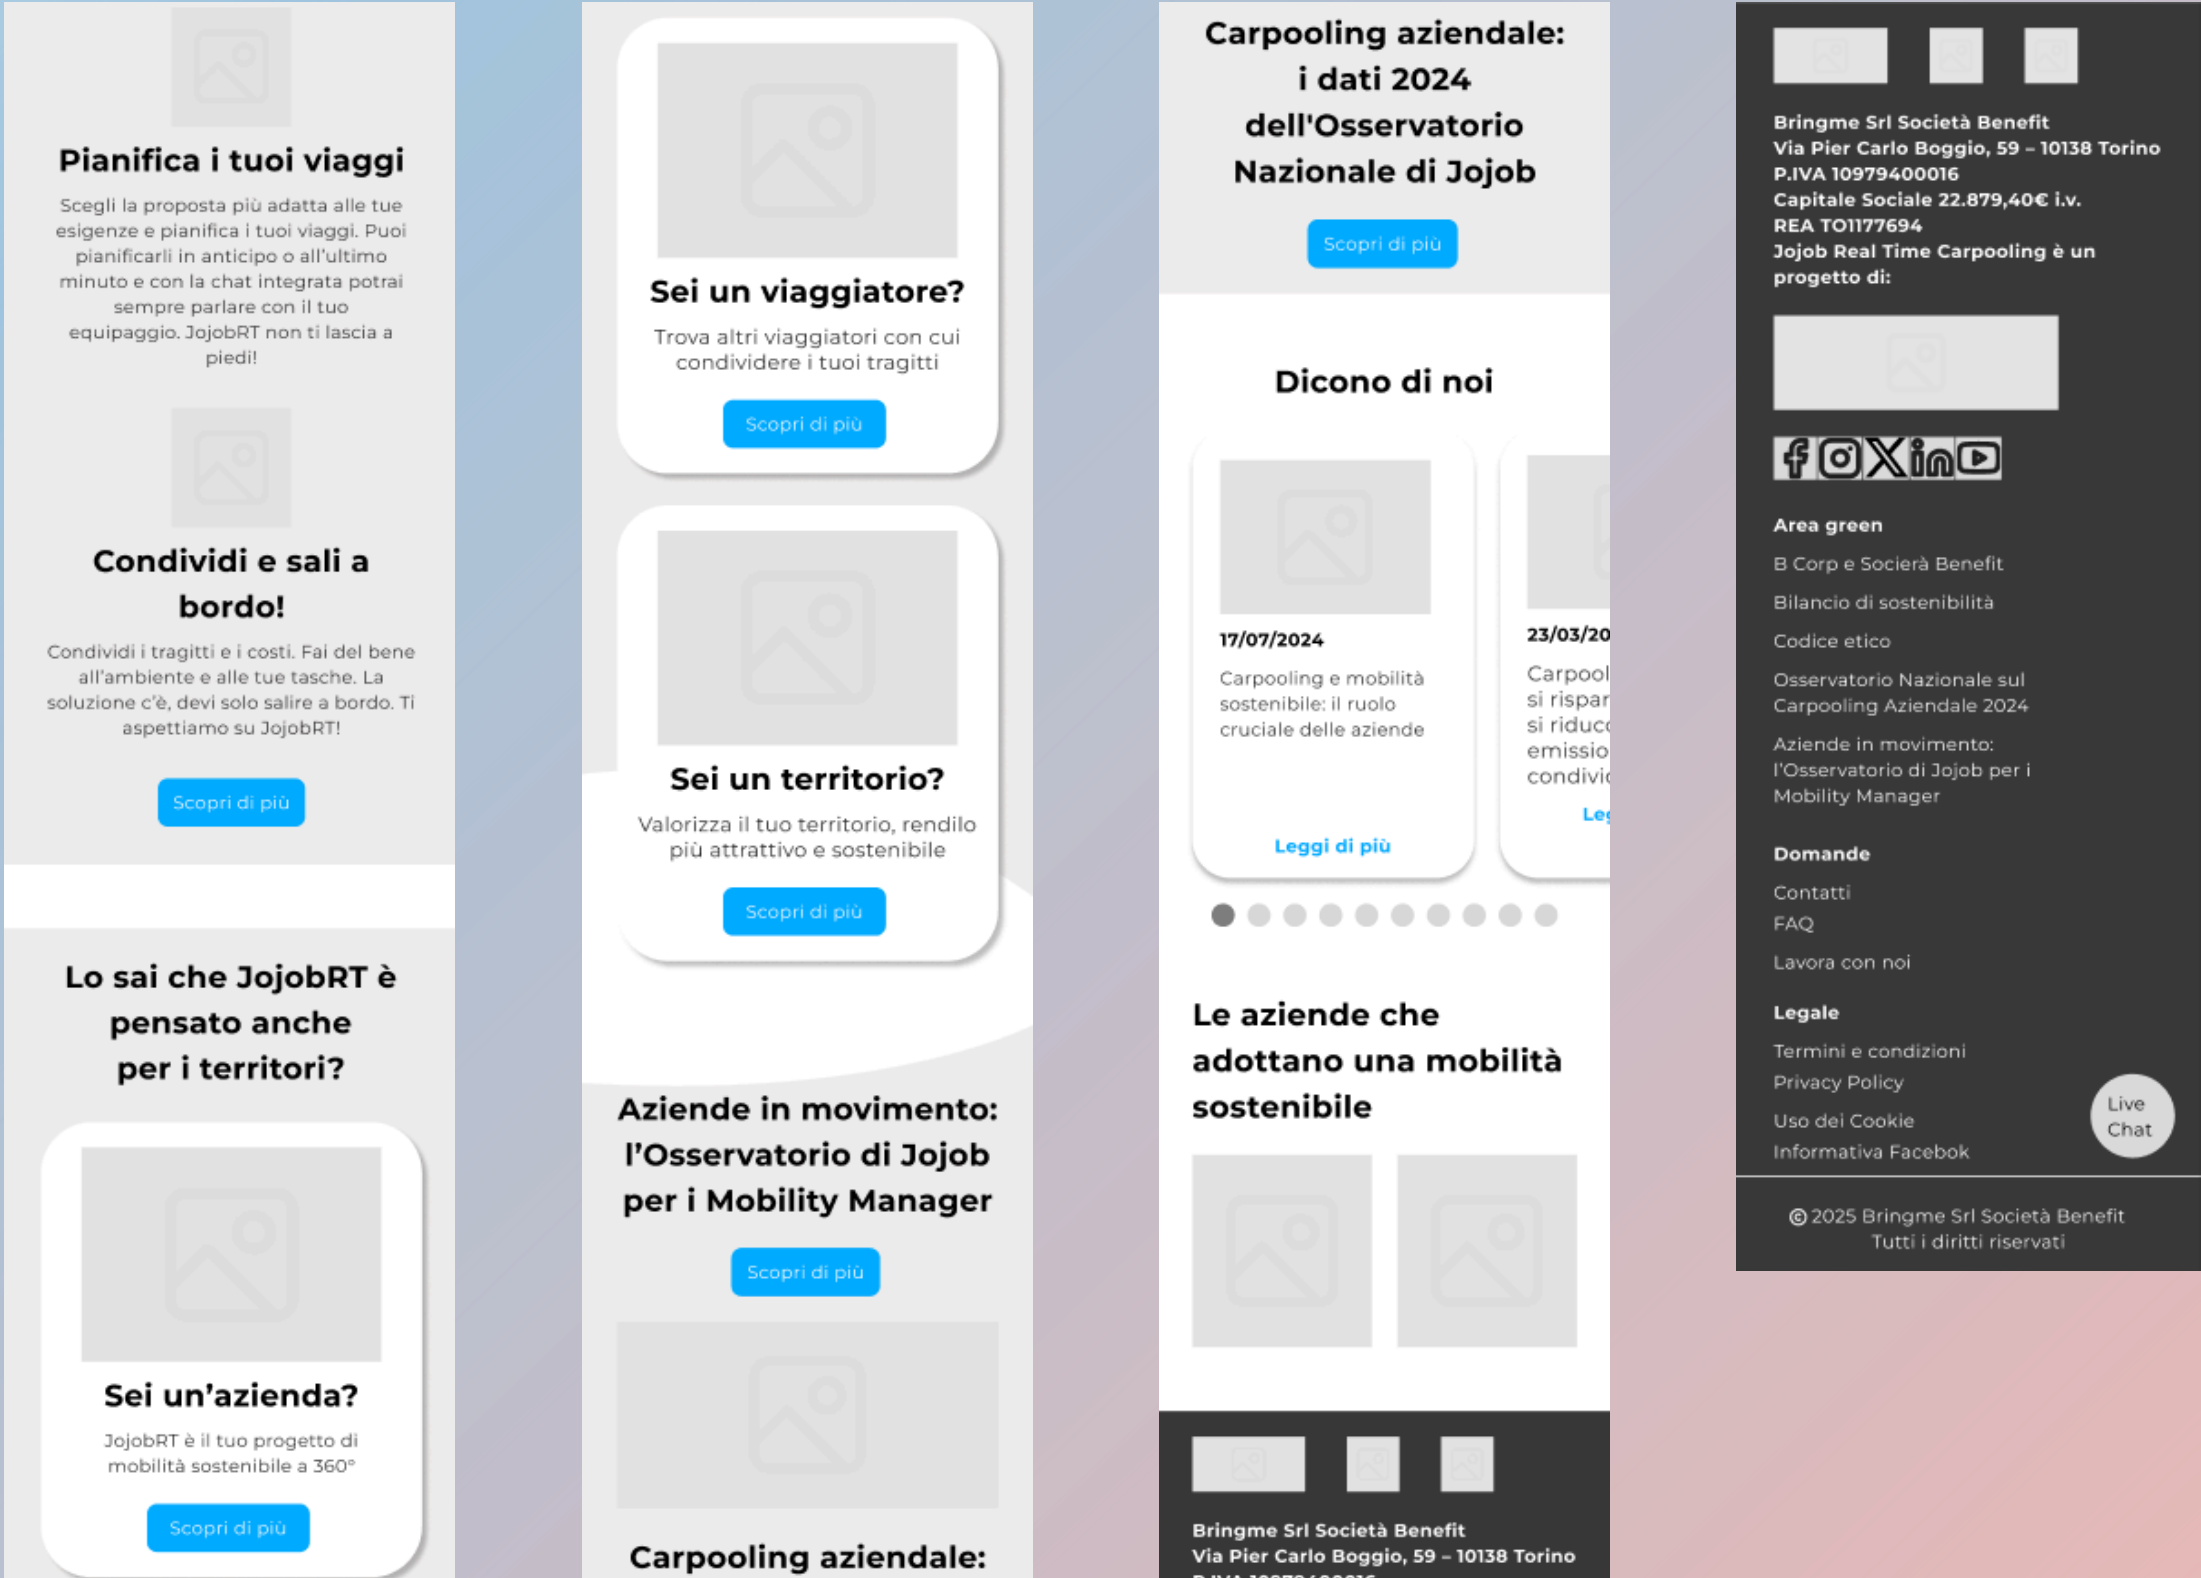 Pianifica i tuoi viaggi
Scegli la proposta più adatta alle tue
esigenze e pianifica i tuoi viaggi. Puoi
pianificarli in anticipo o all'ultimo
minuto e con la chat integrata potrai
sempre parlare con il tuo
equipaggio. JojobRT non ti lascia a
piedi!
Condividi e sali a
bordo!
Condividi i tragitti e i costi. Fai del bene
all'ambiente e alle tue tasche. La
soluzione c'è, devi solo salire a bordo. Ti
aspettiamo su JojobRT!
Scopri di più
Lo sai che JojobRT è
pensato anche
per i territori?
Sei un'azienda?
JojobRT è il tuo progetto di
mobilità sostenibile a 360°
Scopri di più
Sei un viaggiatore?
Trova altri viaggiatori con cui
condividere i tuoi tragitti
Scopri di più
Sei un territorio?
Valorizza il tuo territorio, rendilo
più attrattivo e sostenibile
Scopri di più
Aziende in movimento:
l'Osservatorio di Jojob
per i Mobility Manager
Scopri di più
Carpooling aziendale:
Carpooling aziendale:
i dati 2024
dell'Osservatorio
Nazionale di Jojob
Scopri di più
Dicono di noi
17/07/2024
Carpooling e mobilità
sostenibile: il ruolo
cruciale delle aziende
Leggi di più
23/03/20
Carpool
si rispar
si riduc
emissio
condivi
Leg
Le aziende che
adottano una mobilità
sostenibile
Bringme Srl Società Benefit
Via Pier Carlo Boggio, 59 – 10138 Torino
Bringme Srl Società Benefit
Via Pier Carlo Boggio, 59 – 10138 Torino
P.IVA 10979400016
Capitale Sociale 22.879,40€ i.v.
REA TO1177694
Jojob Real Time Carpooling è un
progetto di:
Area green
B Corp e Socierà Benefit
Bilancio di sostenibilità
Codice etico
Osservatorio Nazionale sul
Carpooling Aziendale 2024
Aziende in movimento:
l'Osservatorio di Jojob per i
Mobility Manager
Domande
Contatti
FAQ
Lavora con noi
Legale
Termini e condizioni
Privacy Policy
Uso dei Cookie
Informativa Facebok
Live
Chat
© 2025 Bringme Srl Società Benefit
Tutti i diritti riservati